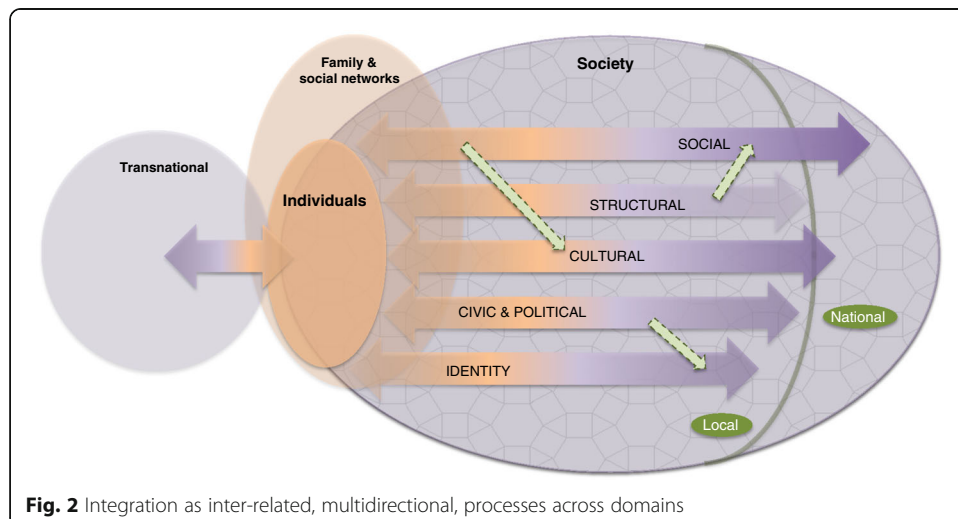 Family &
social networks
Society
Transnational
Individuals
SOCIAL
STRUCTURAL
CULTURAL
CIVIC & POLITICAL
IDENTITY
National
Local
Fig. 2 Integration as inter-related, multidirectional, processes across domains